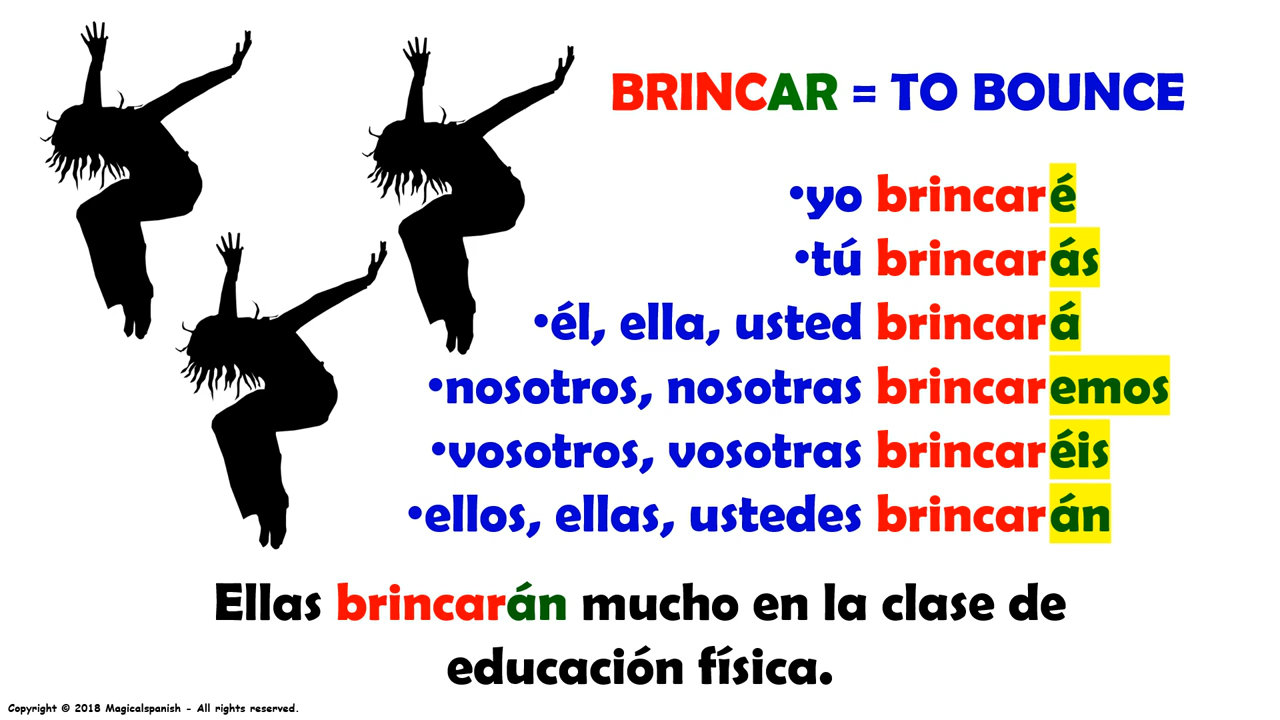 BRINCAR = TO BOUNCE
•yo brincaré
•tú brincarás
•él, ella, usted brincará
•nosotros, nosotras brincaremos
•vosotros, vosotras brincaréis
•ellos, ellas, ustedes brincarán
Ellas brincarán mucho en la clase de
educación física.
Copyright © 2018 Magicalspanish - All rights reserved.